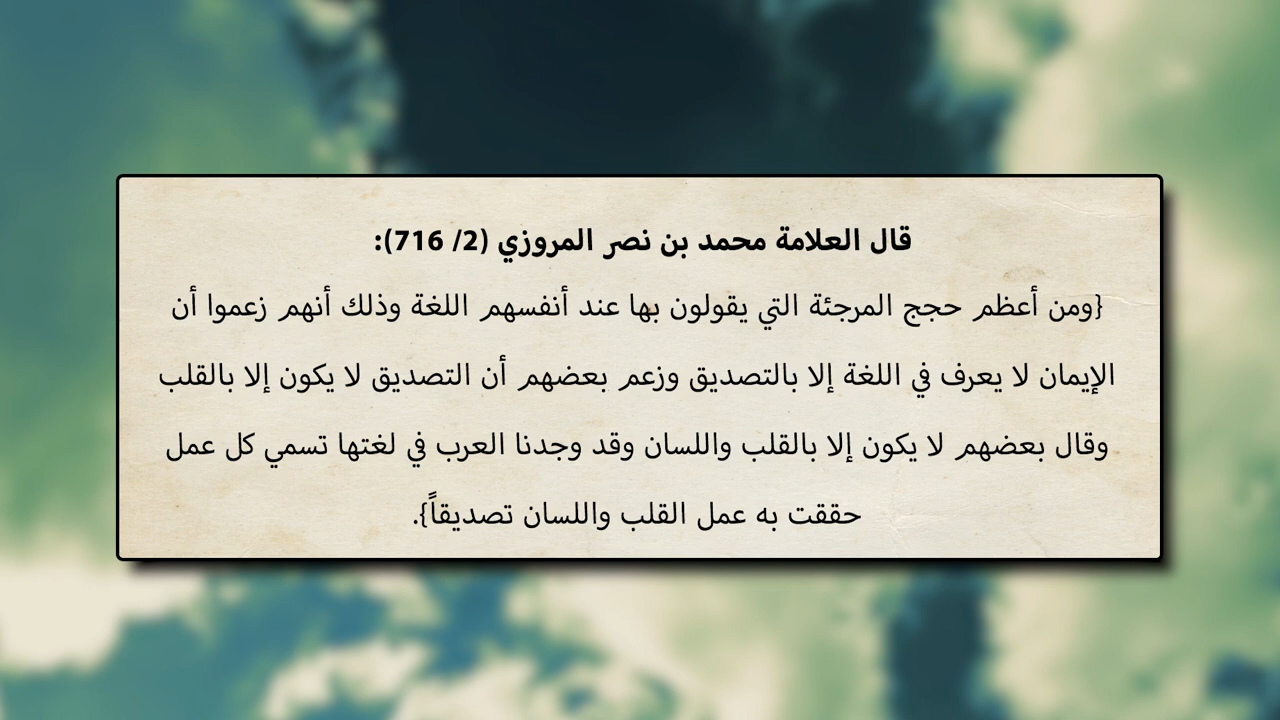 قال العلامة محمد بن نصر المروزي (2/ 716):
{ومن أعظم حجج المرجئة التي يقولون بها عند أنفسهم اللغة وذلك أنهم زعموا أن
الإيمان لا يعرف في اللغة إلا بالتصديق وزعم بعضهم أن التصديق لا يكون إلا بالقلب
وقال بعضهم لا يكون إلا بالقلب واللسان وقد وجدنا العرب في لغتها تسمي كل عمل
حققت به عمل القلب واللسان تصديقاً}.